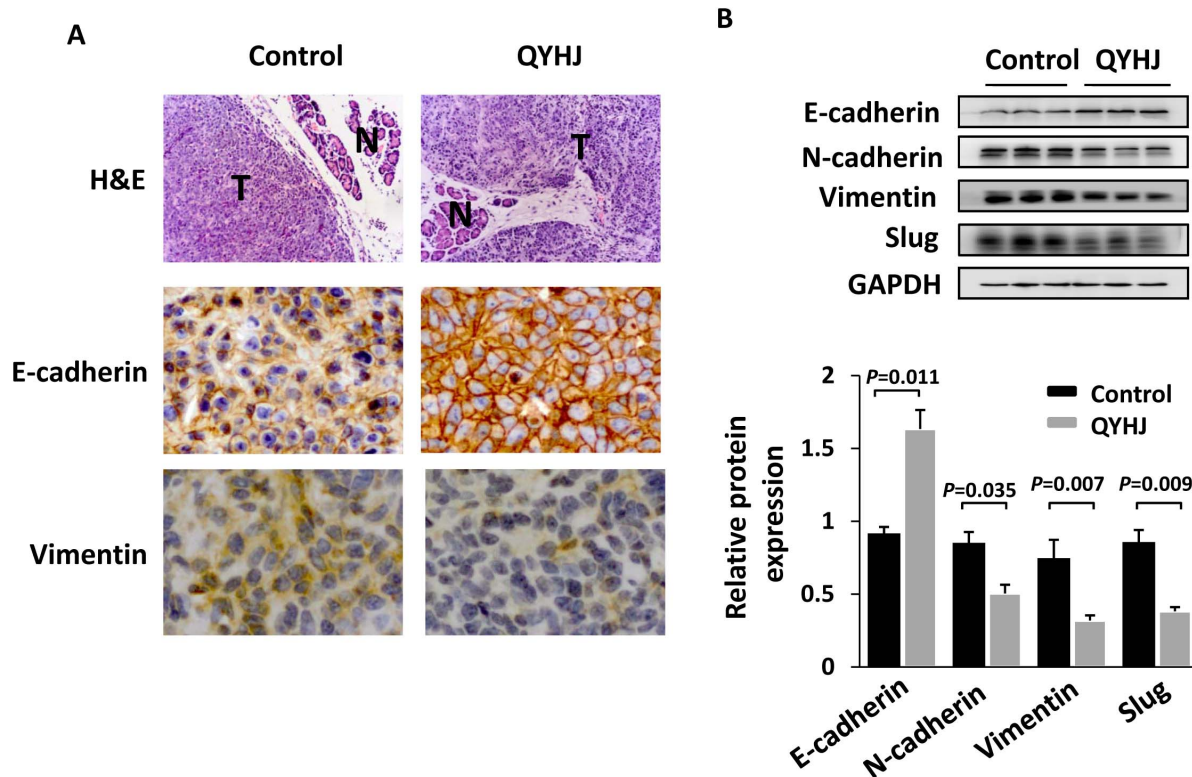 A
Control QYHJ
H&E
T N
N T
E-cadherin
Vimentin
B
Control QYHJ
E-cadherin
N-cadherin
Vimentin
Slug
GAPDH
Relative protein
expression
2
1.5
1
0.5
0
P=0.011
P=0.035
P=0.007
P=0.009
Control
QYHJ
E-cadherin
N-cadherin
Vimentin
Slug